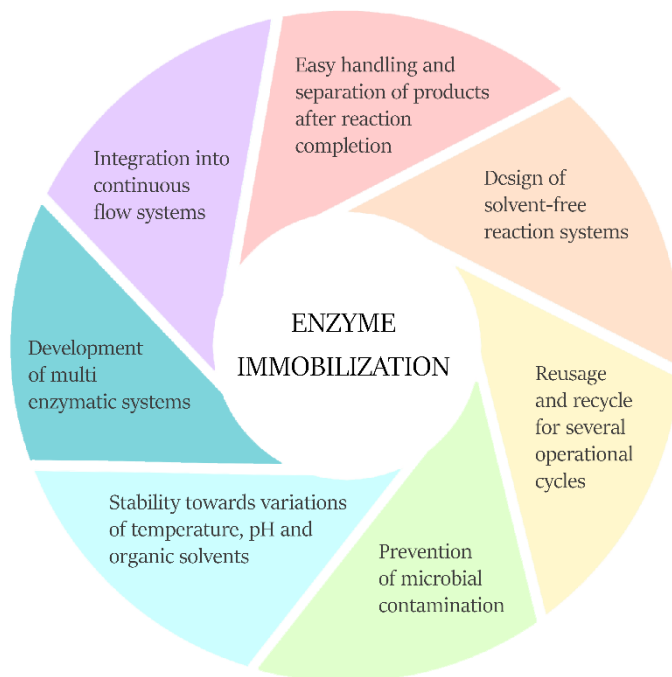 Easy handling and
separation of products
after reaction
completion
Design of
solvent-free
reaction systems
Reusage
and recycle
for several
operational
cycles
Prevention
of microbial
contamination
Stability towards variations
of temperature, pH and
organic solvents
Development
of multi
enzymatic systems
Integration into
continuous
flow systems
ENZYME
IMMOBILIZATION